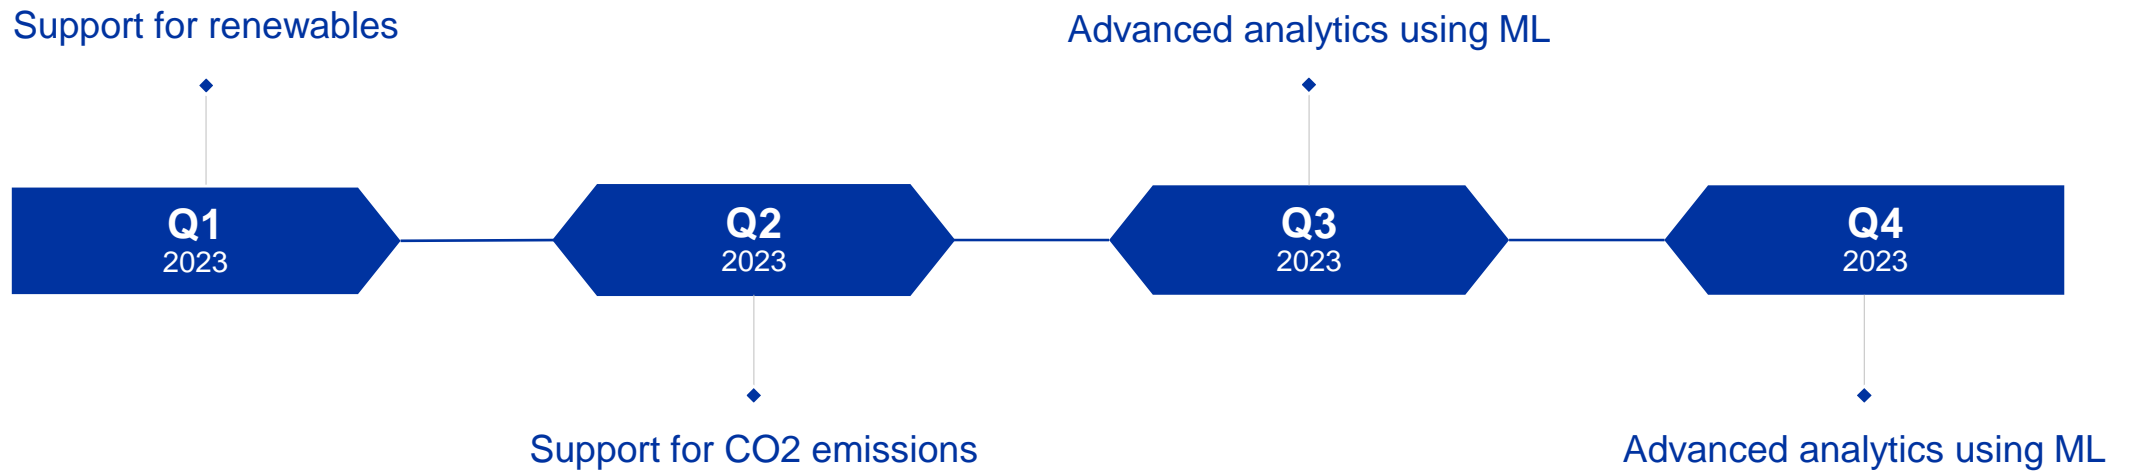 Support for renewables
Advanced analytics using ML
Q1
2023
Q2
2023
Q3
2023
Q4
2023
Support for CO2 emissions
Advanced analytics using ML